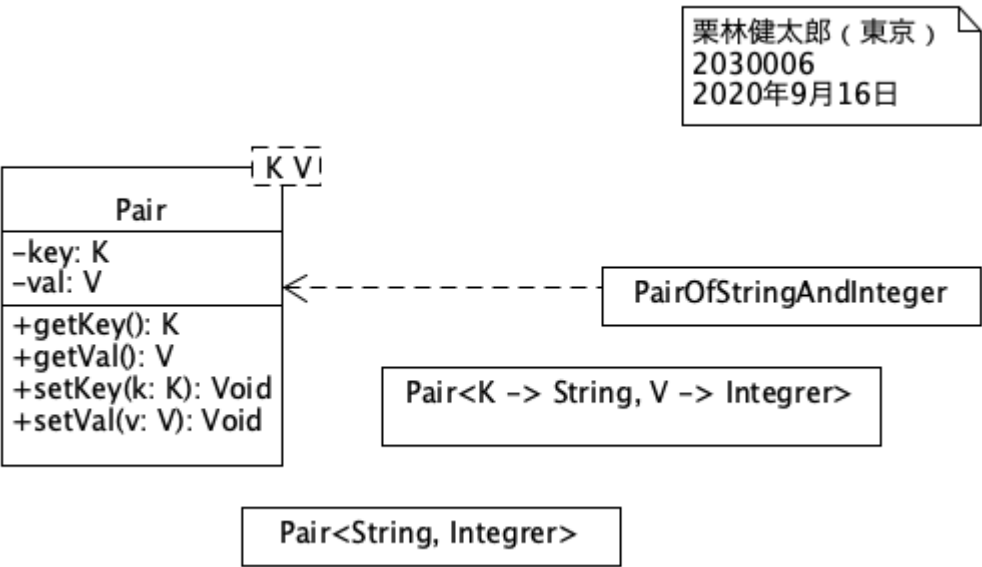 栗林健太郎（東京）
2030006
2020年9月16日
K V
Pair
-key: K
-val: V
+getKey(): K
+getVal(): V
+setKey(k: K): Void
+setVal(v: V): Void
PairOfStringAndInteger
Pair<K -> String, V -> Integrer>
Pair<String, Integrer>